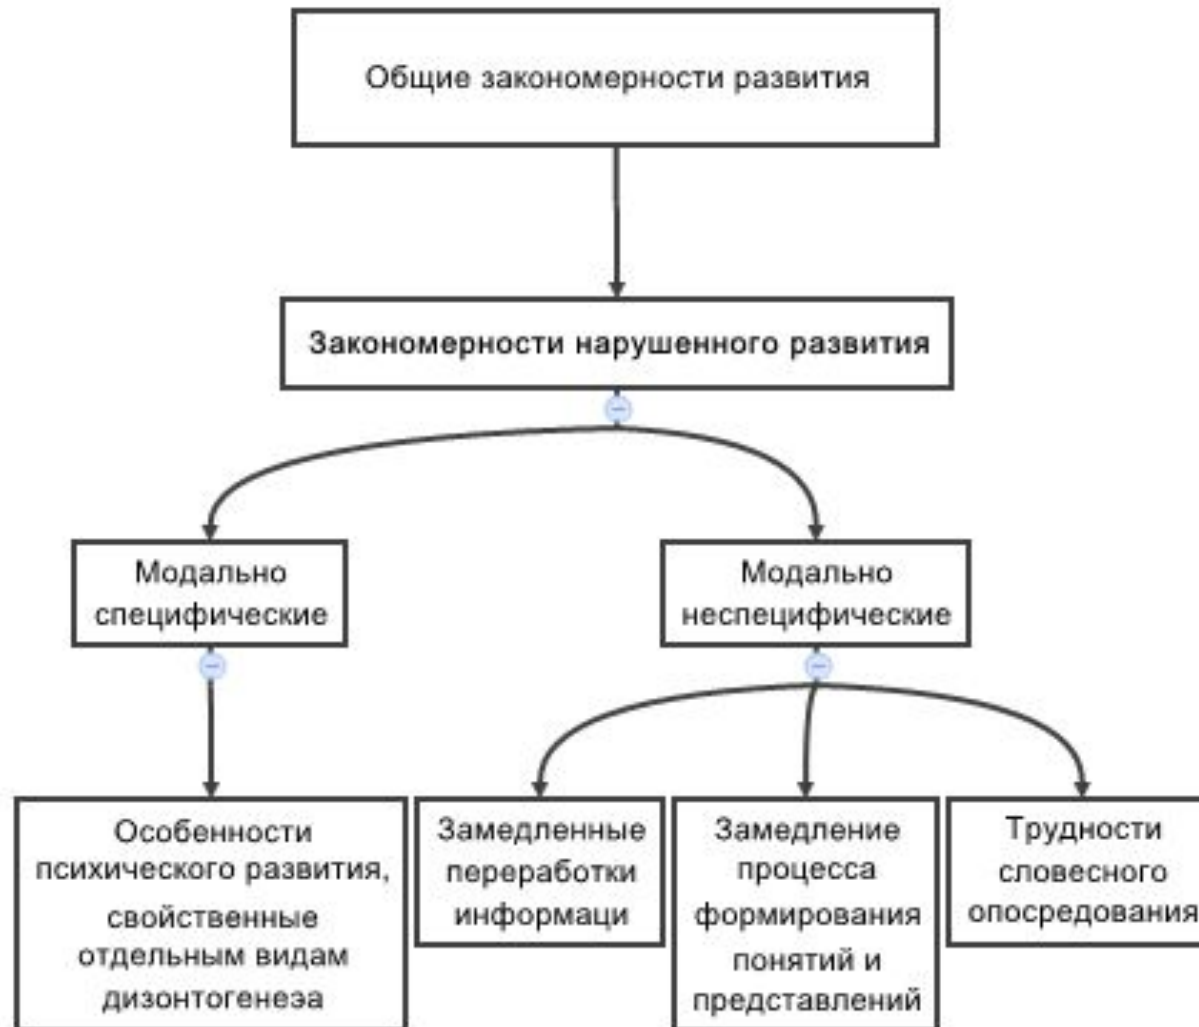 Общие закономерности развития
Закономерности нарушенного развития
Модально
специфические
Модально
неспецифические
Особенности
психического развития,
свойственные
отдельным видам
дизонтогенеза
Замедленные
переработки
информаци
Замедление
процесса
формирования
понятий и
представлений
Трудности
словесного
опосредования